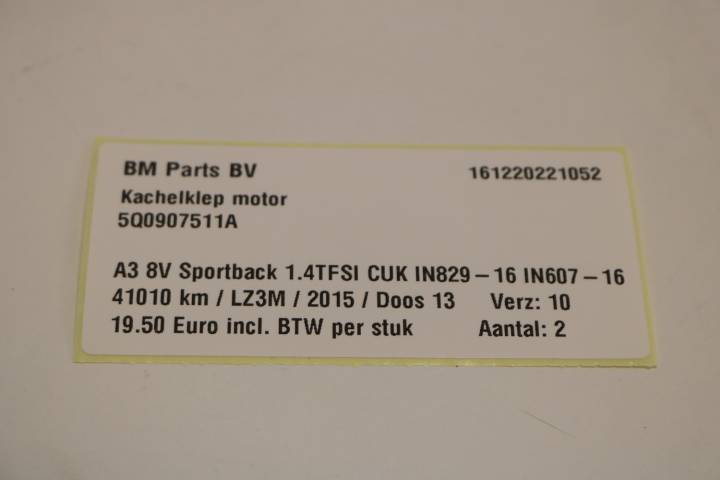 BM Parts BV 161220221052
Kachelklep motor
5Q0907511A
A3 8V Sportback 1.4TFSI CUK IN829-16 IN607-16
41010 km / LZ3M / 2015 / Doos 13 Verz: 10
19.50 Euro incl. BTW per stuk Aantal: 2